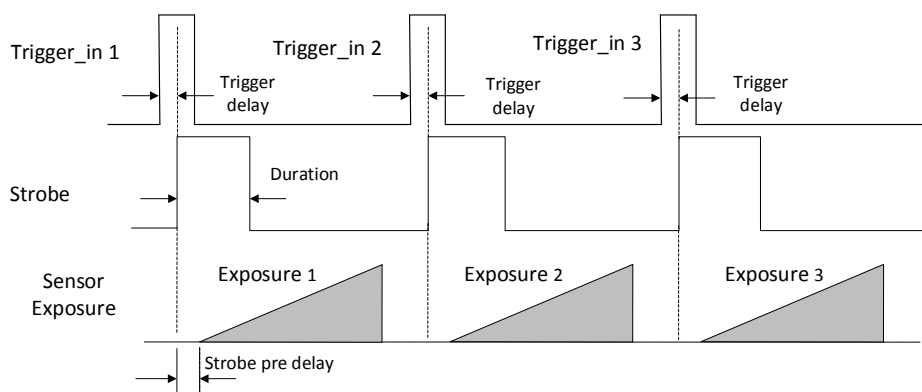 Trigger_in 1
Trigger_in 2
Trigger_in 3
Trigger
delay
Trigger
delay
Trigger
delay
Strobe
Duration
Sensor
Exposure
Exposure 1
Exposure 2
Exposure 3
Strobe pre delay